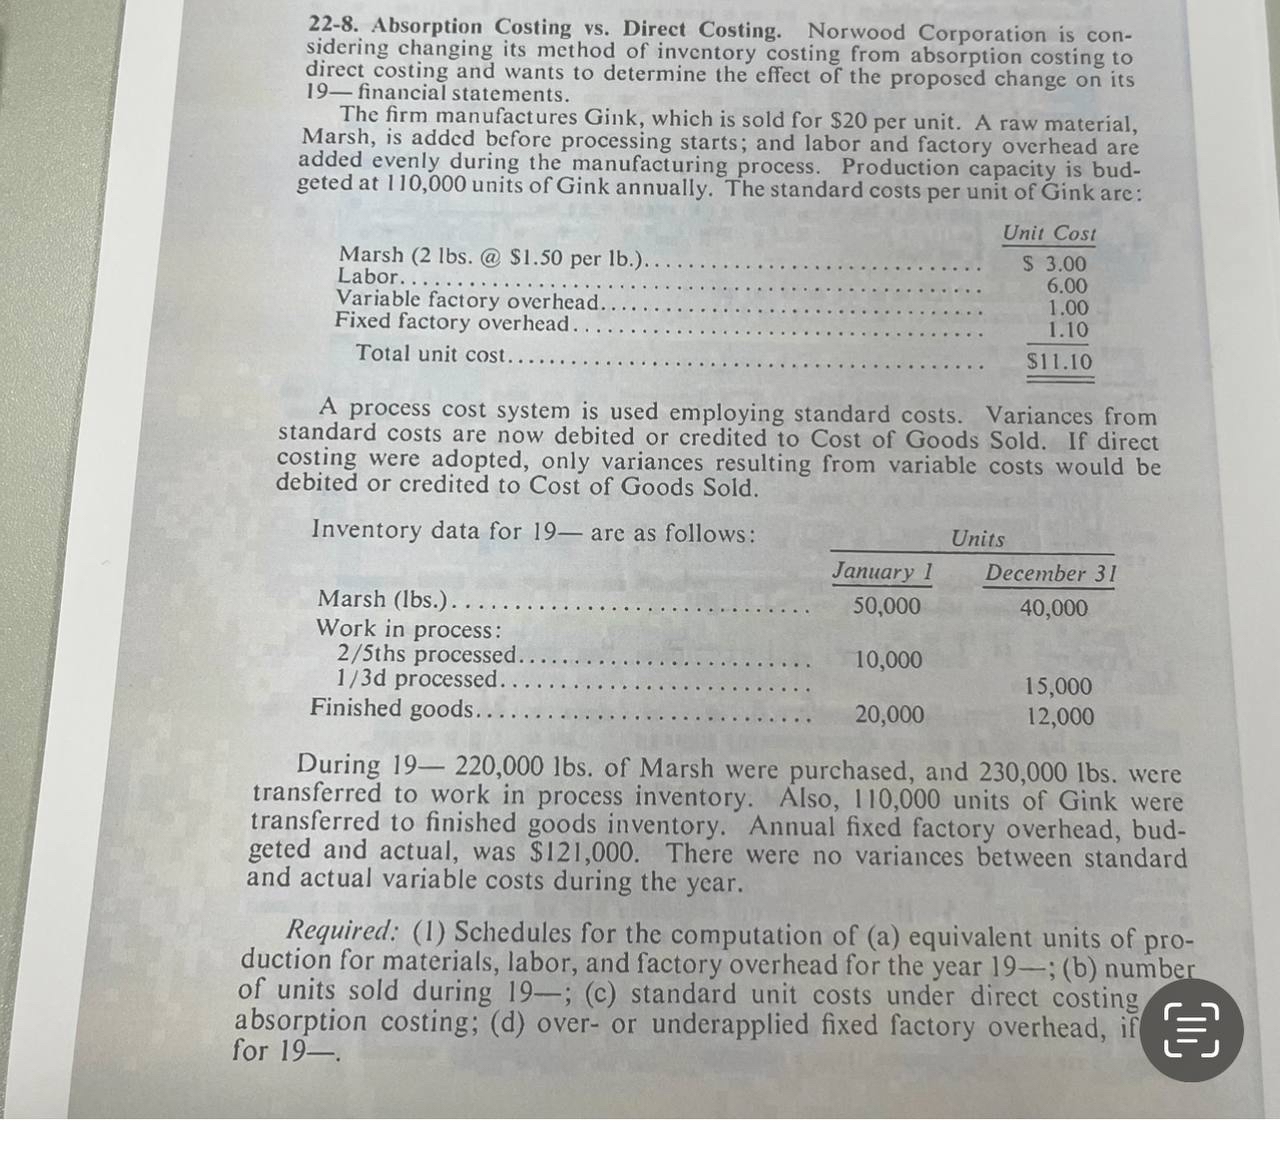 22-8. Absorption Costing vs. Direct Costing. Norwood Corporation is con-
sidering changing its method of inventory costing from absorption costing to
direct costing and wants to determine the effect of the proposed change on its
19— financial statements.
The firm manufactures Gink, which is sold for $20 per unit. A raw material,
Marsh, is added before processing starts; and labor and factory overhead are
added evenly during the manufacturing process. Production capacity is bud-
geted at 110,000 units of Gink annually. The standard costs per unit of Gink are:
Unit Cost
Marsh (2 lbs. @ $1.50 per lb.)................................ $ 3.00
Labor..................................................... 6.00
Variable factory overhead................................... 1.00
Fixed factory overhead...................................... 1.10
Total unit cost............................................ $11.10
A process cost system is used employing standard costs. Variances from
standard costs are now debited or credited to Cost of Goods Sold. If direct
costing were adopted, only variances resulting from variable costs would be
debited or credited to Cost of Goods Sold.
Inventory data for 19— are as follows:
Units
January 1 December 31
Marsh (lbs.)............................... 50,000 40,000
Work in process:
2/5ths processed......................... 10,000
1/3d processed........................... 15,000
Finished goods............................. 20,000 12,000
During 19— 220,000 lbs. of Marsh were purchased, and 230,000 lbs. were
transferred to work in process inventory. Also, 110,000 units of Gink were
transferred to finished goods inventory. Annual fixed factory overhead, bud-
geted and actual, was $121,000. There were no variances between standard
and actual variable costs during the year.
Required: (1) Schedules for the computation of (a) equivalent units of pro-
duction for materials, labor, and factory overhead for the year 19—; (b) number
of units sold during 19—; (c) standard unit costs under direct costing
absorption costing; (d) over- or underapplied fixed factory overhead, if
for 19—.